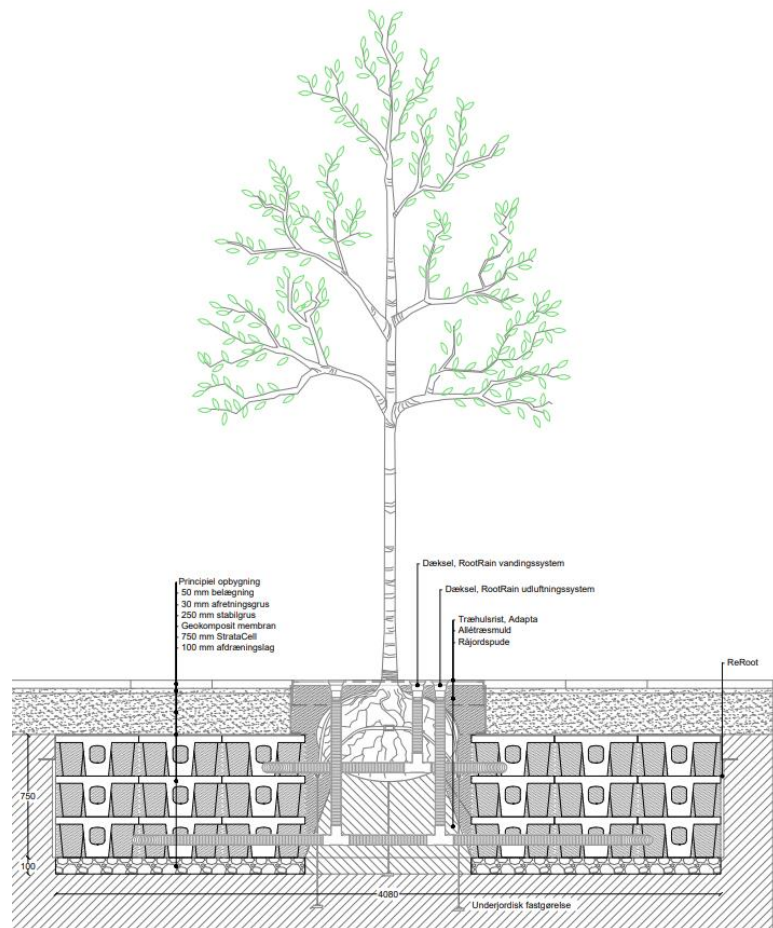 Dæksel, RootRain vandingssystem
Principiel opbygning
50 mm belægning
30 mm afretningsgrus
250 mm stabilgrus
Geokomposit membran
750 mm StrataCell
100 mm afdræningslag
Dæksel, RootRain udluftningssystem
Træhulsrist, Adapta
Allétræsmuld
Råjordspude
ReRoot
750
100
4080
Underjordisk fastgørelse